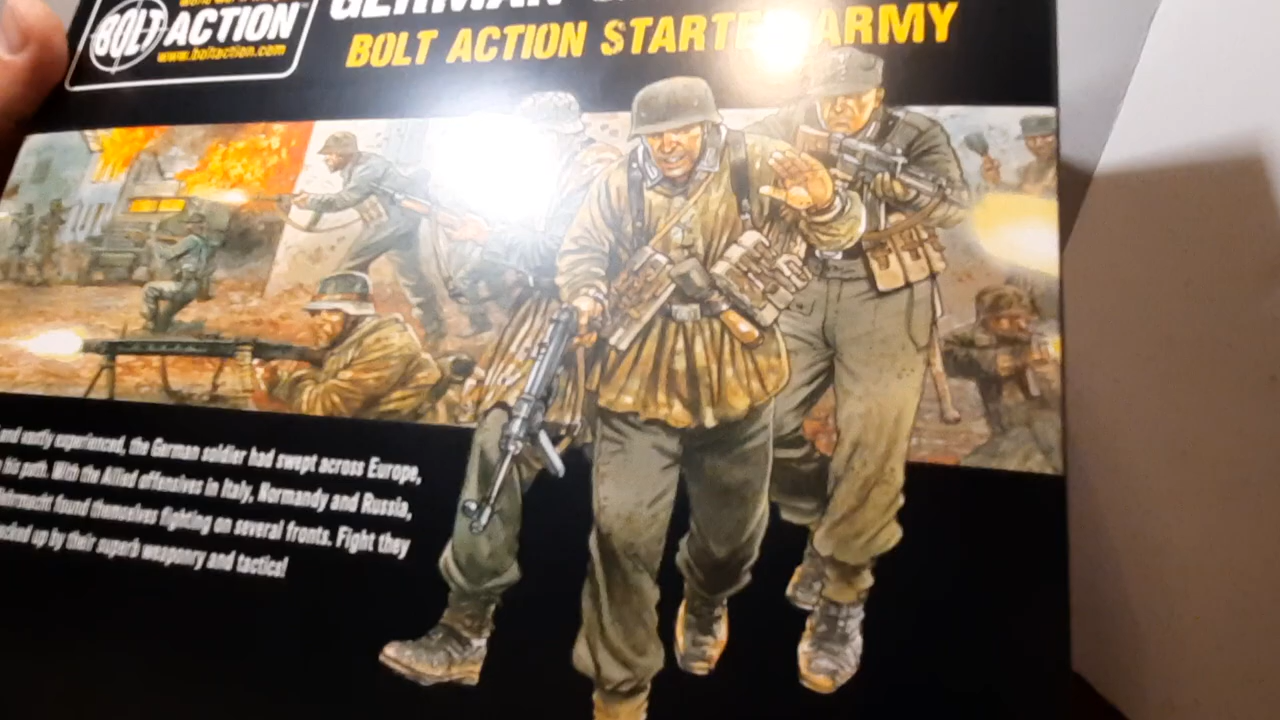 BOLT ACTION
www.boltaction.com
GERMAN
BOLT ACTION STARTER ARMY
and vastly experienced, the German soldier had swept across Europe,
his path. With the Allied offensives in Italy, Normandy and Russia,
found themselves fighting on several fronts. Fight they
up by their superb weaponry and tactics!